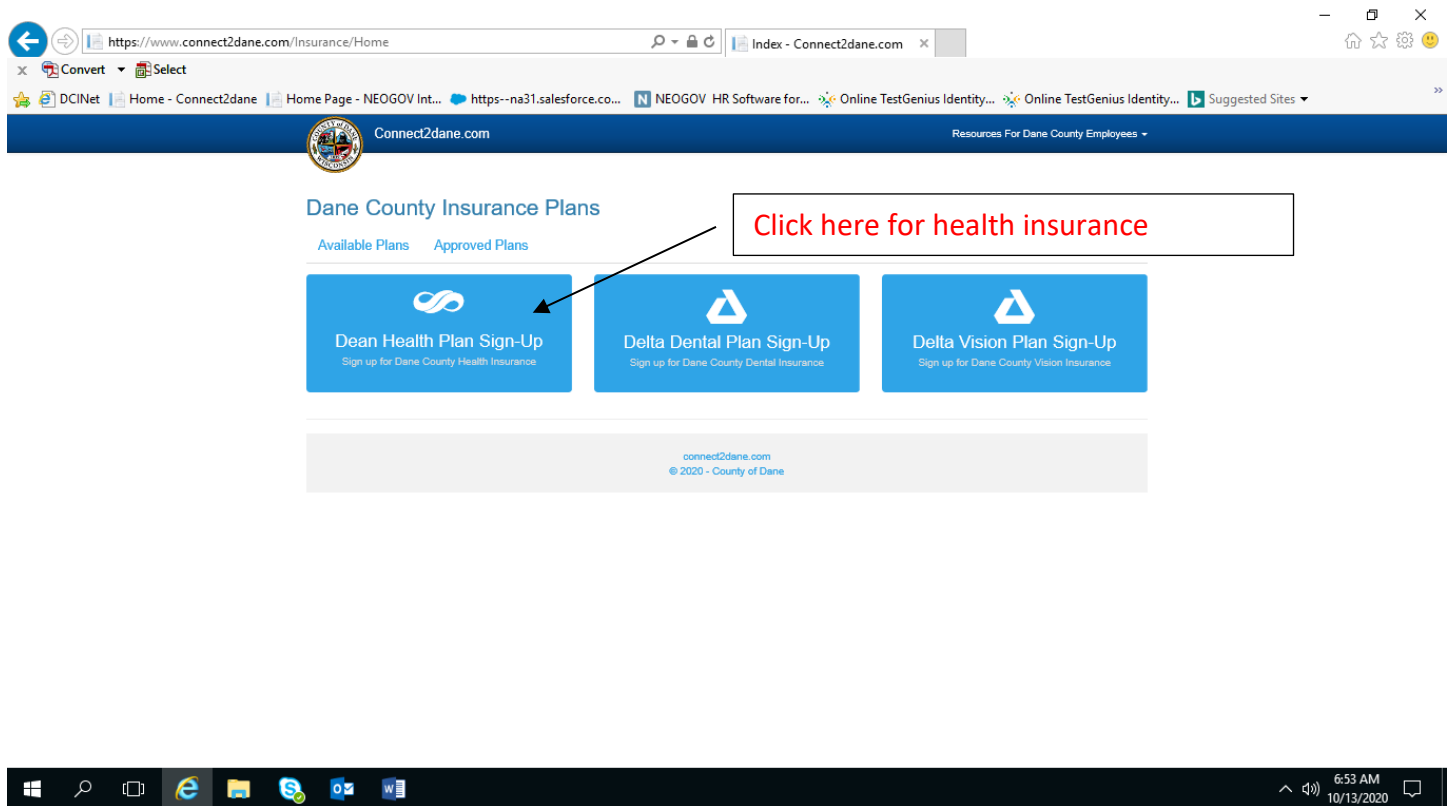 https://www.connect2dane.com/Insurance/Home
Index - Connect2dane.com
x Convert Select
DCINet Home - Connect2dane Home Page - NEOGOV Int... https--na31.salesforce.co... N NEOGOV HR Software for... Online TestGenius Identity... Online TestGenius Identity... Suggested Sites
Connect2dane.com Resources For Dane County Employees
COUNTY of DANE
WISCONSIN
Dane County Insurance Plans
Click here for health insurance
Available Plans Approved Plans
Dean Health Plan Sign-Up
Sign up for Dane County Health Insurance
Delta Dental Plan Sign-Up
Sign up for Dane County Dental Insurance
Delta Vision Plan Sign-Up
Sign up for Dane County Vision Insurance
connect2dane.com
© 2020 - County of Dane
6:53 AM
10/13/2020